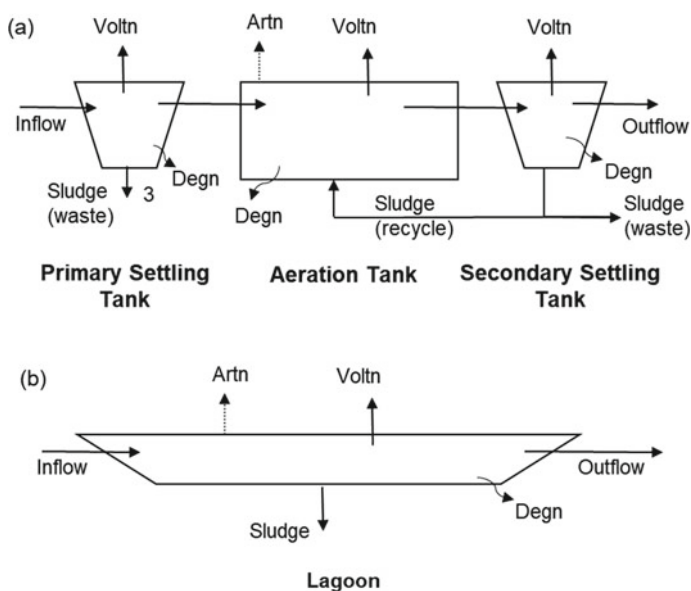 (a)
Voltn
Artn
Voltn
Voltn
Inflow
Outflow
Degn
Sludge
(waste)
3
Degn
Degn
Sludge
(recycle)
Sludge
(waste)
Primary Settling
Tank
Aeration Tank
Secondary Settling
Tank
(b)
Artn
Voltn
Inflow
Outflow
Degn
Sludge
Lagoon